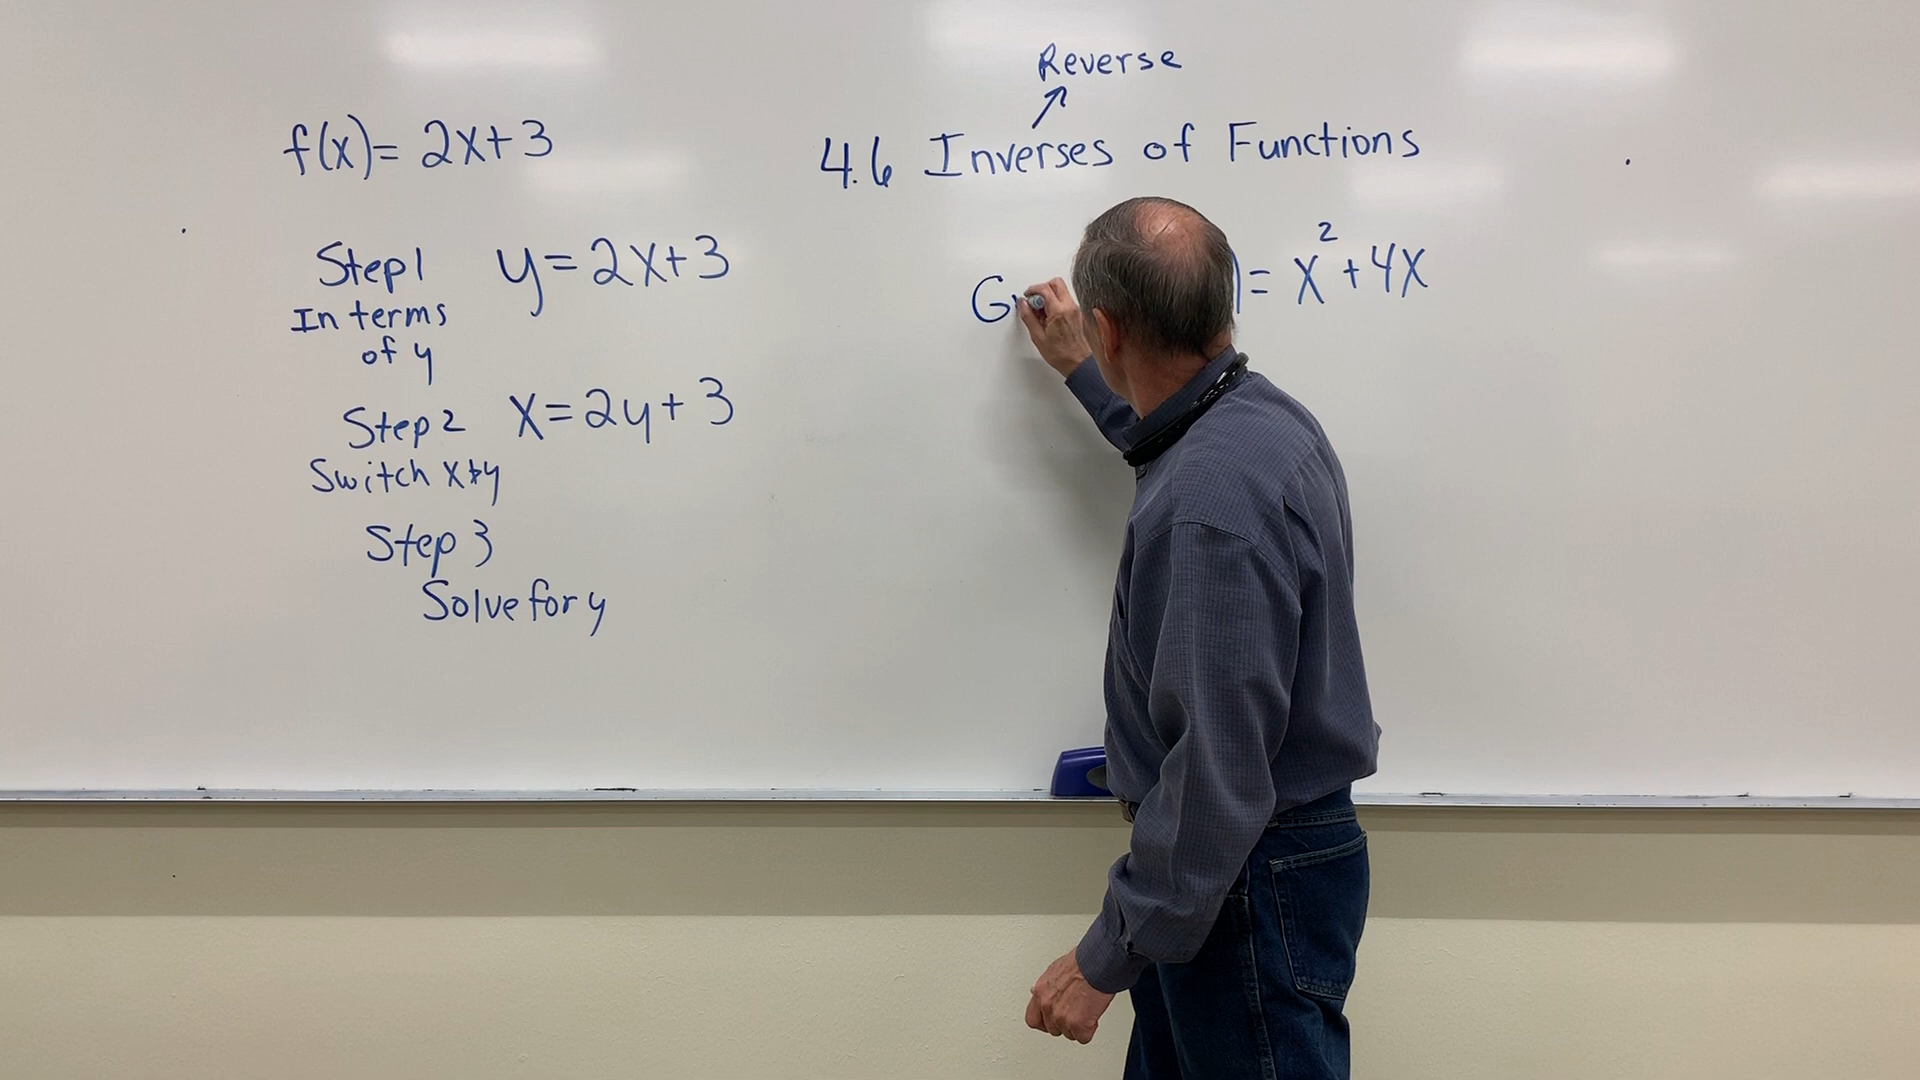 f(x)= 2x+3
Step 1 y=2x+3
In terms
of y
Step 2 x=2y+3
Switch x & y
Step 3
Solve for y
Reverse
4.6 Inverses of Functions
) = x²+4x